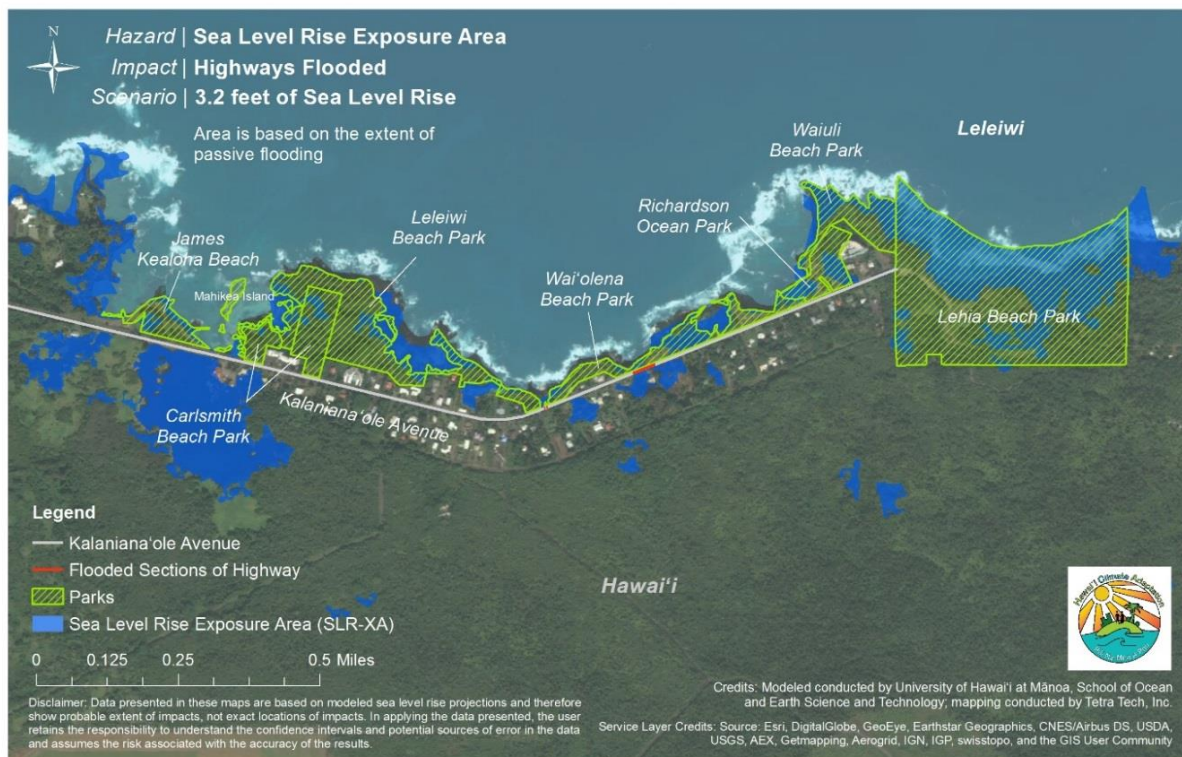 N
Hazard | Sea Level Rise Exposure Area
Impact | Highways Flooded
Scenario | 3.2 feet of Sea Level Rise
Area is based on the extent of
passive flooding
James
Kealoha Beach
Mahikea Island
Leleiwi
Beach Park
Carlsmith
Beach Park
Kalaniana‘ole Avenue
Wai‘olena
Beach Park
Richardson
Ocean Park
Waiuli
Beach Park
Leleiwi
Lehia Beach Park
Hawai‘i
Legend
Kalaniana‘ole Avenue
Flooded Sections of Highway
Parks
Sea Level Rise Exposure Area (SLR-XA)
0 0.125 0.25 0.5 Miles
Disclaimer: Data presented in these maps are based on modeled sea level rise projections and therefore
show probable extent of impacts, not exact locations of impacts. In applying the data presented, the user
retains the responsibility to understand the confidence intervals and potential sources of error in the data
and assumes the risk associated with the accuracy of the results.
Hawai‘i Climate Adaptation
Credits: Modeled conducted by University of Hawai‘i at Mānoa, School of Ocean
and Earth Science and Technology; mapping conducted by Tetra Tech, Inc.
Service Layer Credits: Source: Esri, DigitalGlobe, GeoEye, Earthstar Geographics, CNES/Airbus DS, USDA,
USGS, AEX, Getmapping, Aerogrid, IGN, IGP, swisstopo, and the GIS User Community